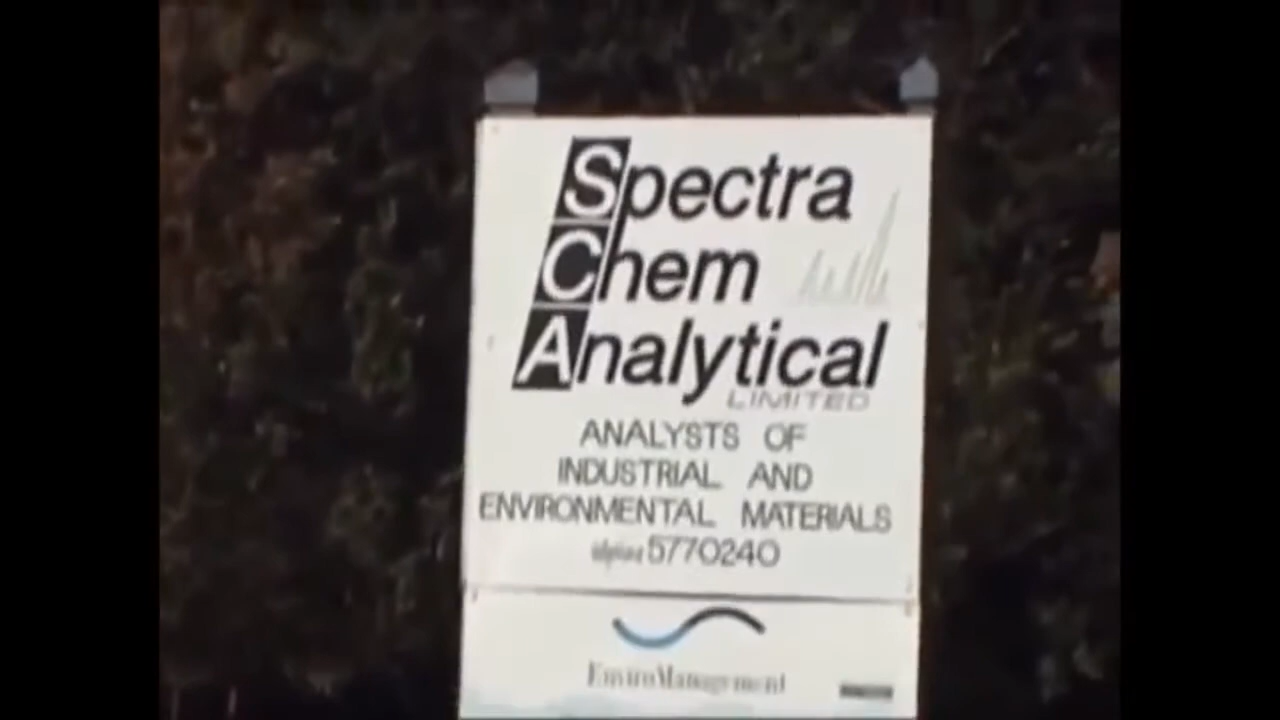 Spectra
Chem
Analytical
LIMITED
ANALYSTS OF
INDUSTRIAL AND
ENVIRONMENTAL MATERIALS
5770240
EnviroManagement